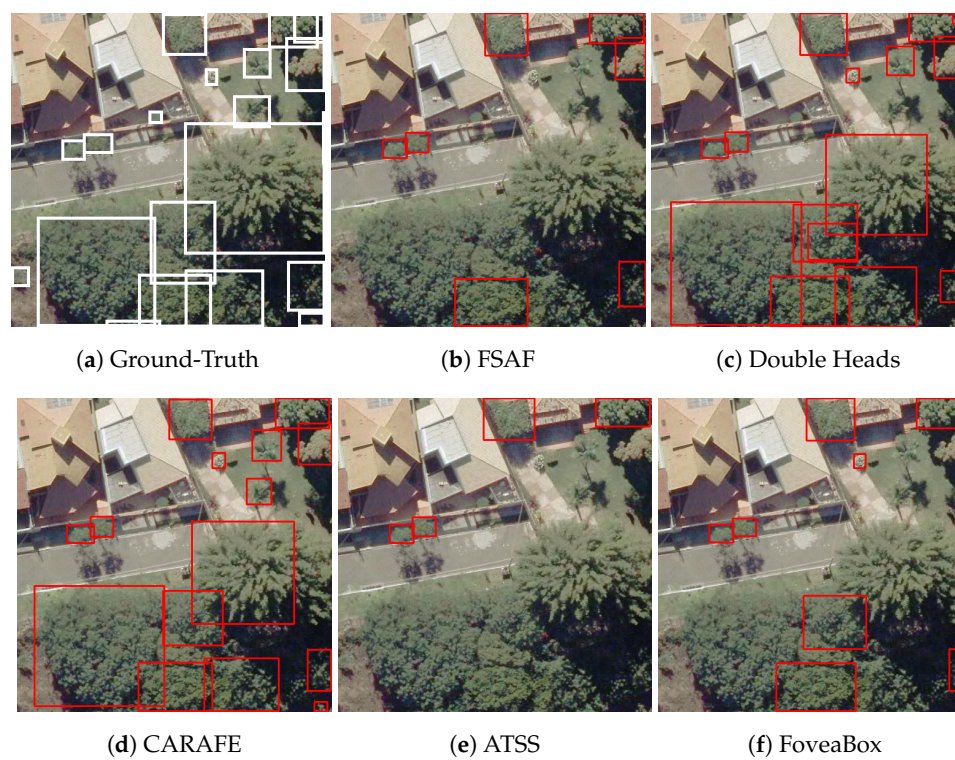 (a) Ground-Truth
(b) FSAF
(c) Double Heads
(d) CARAFE
(e) ATSS
(f) FoveaBox